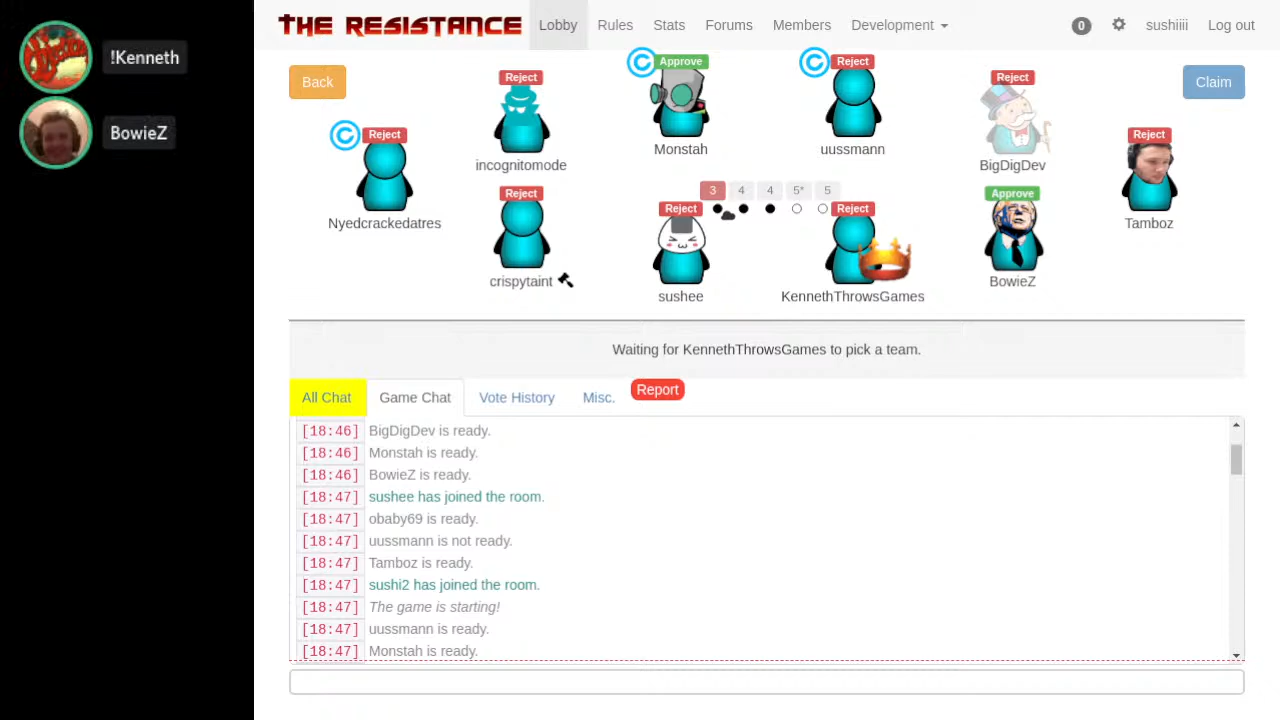 !Kenneth
BowieZ
THE RESISTANCE
Lobby Rules Stats Forums Members Development 0 sushiiii Log out
Back
Claim
Reject
Nyedcrackedatres
Reject
incognitomode
Approve
Monstah
Reject
uussmann
Reject
BigDigDev
Reject
Tamboz
Reject
crispytaint
Reject
sushee
3 4 4 5* 5
Reject
KennethThrowsGames
Approve
BowieZ
Waiting for KennethThrowsGames to pick a team.
All Chat Game Chat Vote History Misc. Report
[18:46] BigDigDev is ready.
[18:46] Monstah is ready.
[18:46] BowieZ is ready.
[18:47] sushee has joined the room.
[18:47] obaby69 is ready.
[18:47] uussmann is not ready.
[18:47] Tamboz is ready.
[18:47] sushi2 has joined the room.
[18:47] The game is starting!
[18:47] uussmann is ready.
[18:47] Monstah is ready.